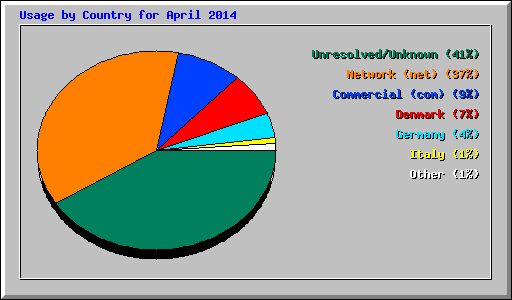 Usage by Country for April 2014
Unresolved/Unknown (41%)
Network (net) (37%)
Commercial (com) (9%)
Denmark (7%)
Germany (4%)
Italy (1%)
Other (1%)